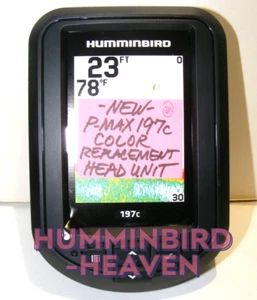 HUMMINBIRD
23 FT
0
78°F
-NEW-
P-MAX 197c
COLOR
REPLACEMENT
HEAD UNIT
30
197c
HUMMINBIRD
-HEAVEN